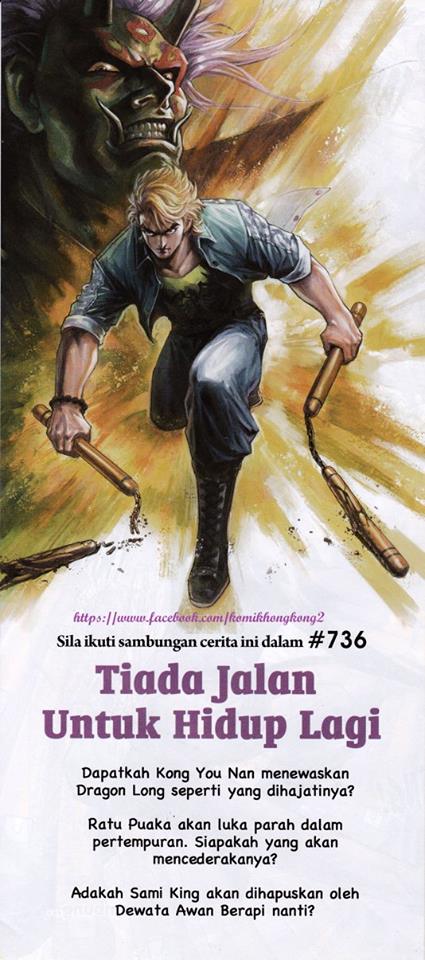 https://www.facebook.com/komikhongkong2
Sila ikuti sambungan cerita ini dalam #736
Tiada Jalan
Untuk Hidup Lagi
Dapatkah Kong You Nan menewaskan
Dragon Long seperti yang dihajatinya?
Ratu Puaka akan luka parah dalam
pertempuran. Siapakah yang akan
mencederakanya?
Adakah Sami King akan dihapuskan oleh
Dewata Awan Berapi nanti?